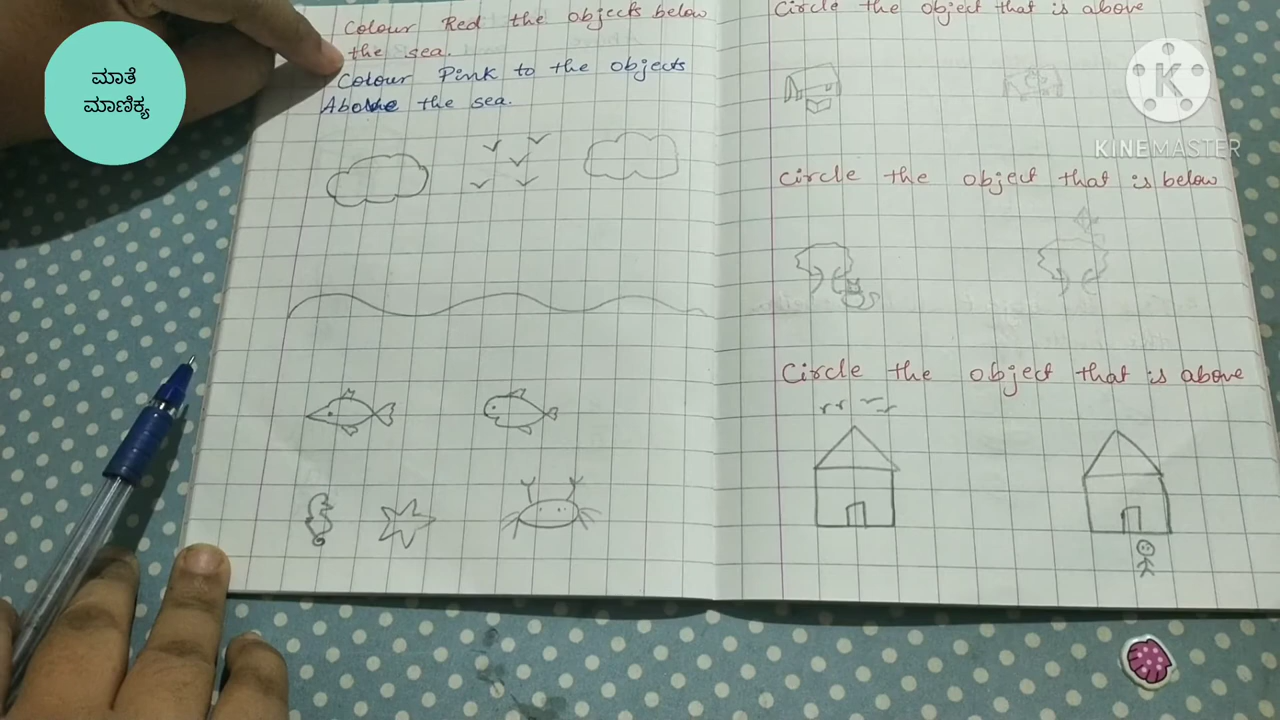 ಮಾತೆ
ಮಾಣಿಕ್ಯ
Colour Red the objects below
the sea.
Colour Pink to the objects
Above the sea.
Circle the object that is above
Circle the object that is below
Circle the object that is above
K
KINEMASTER